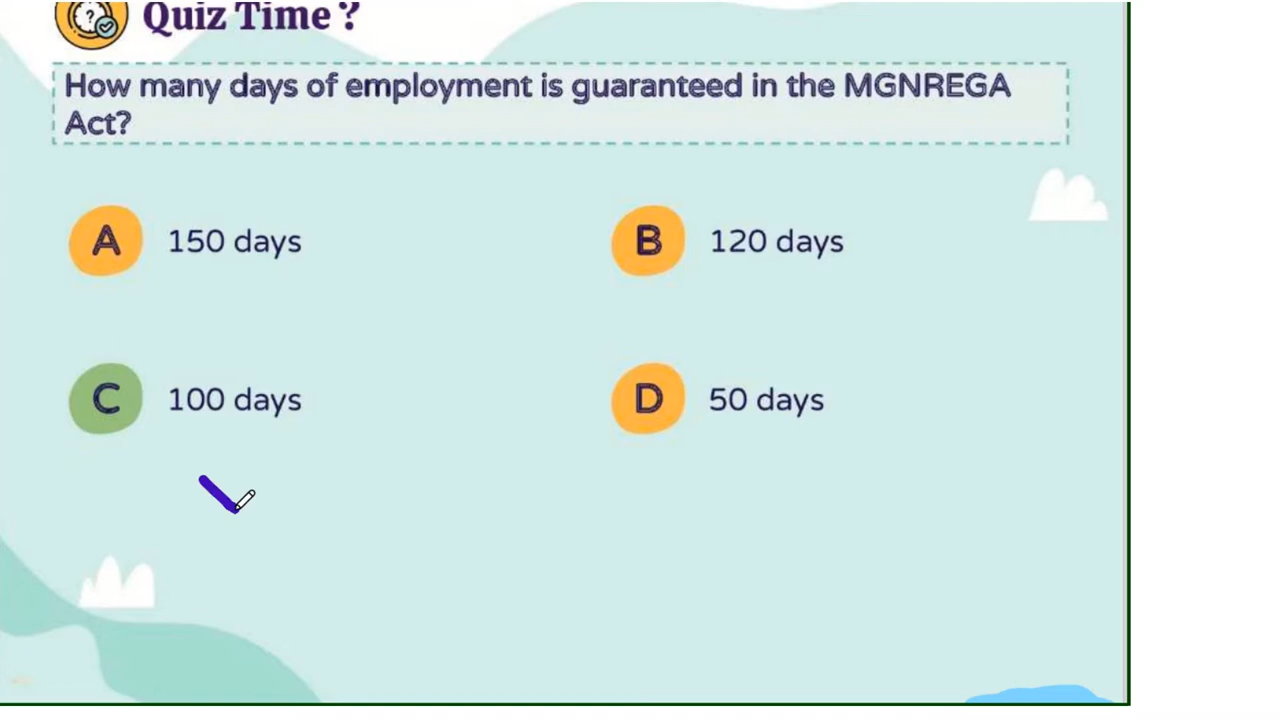 Quiz Time ?
How many days of employment is guaranteed in the MGNREGA
Act?
A 150 days
B 120 days
C 100 days
D 50 days